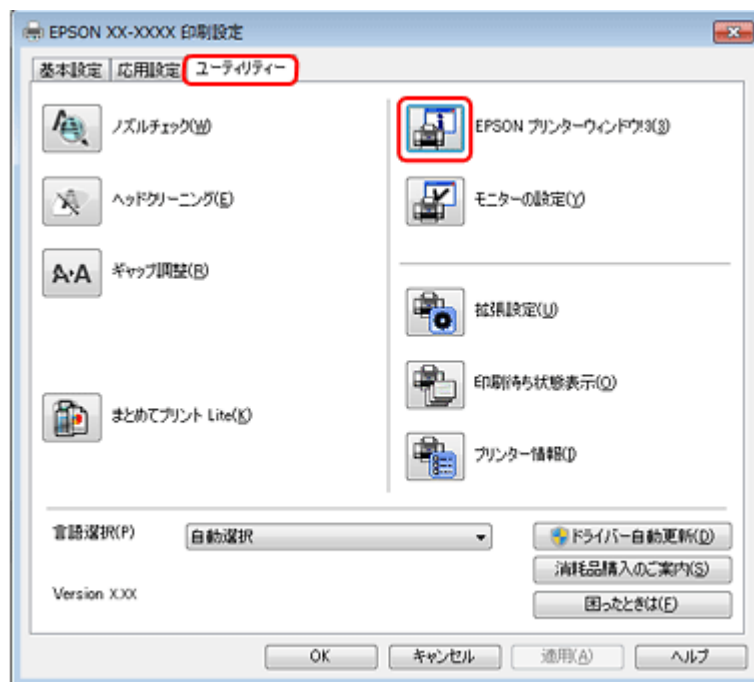 EPSON XX-XXXX 印刷設定
基本設定
応用設定
ユーティリティー
ノズルチェック(W)
ヘッドクリーニング(E)
ギャップ調整(R)
まとめてプリント Lite(K)
EPSON プリンターウィンドウ!3(S)
モニターの設定(Y)
拡張設定(U)
印刷待ち状態表示(O)
プリンター情報(I)
言語選択(P)
自動選択
ドライバー自動更新(D)
消耗品購入のご案内(S)
困ったときは(F)
Version X.XX
OK
キャンセル
適用(A)
ヘルプ